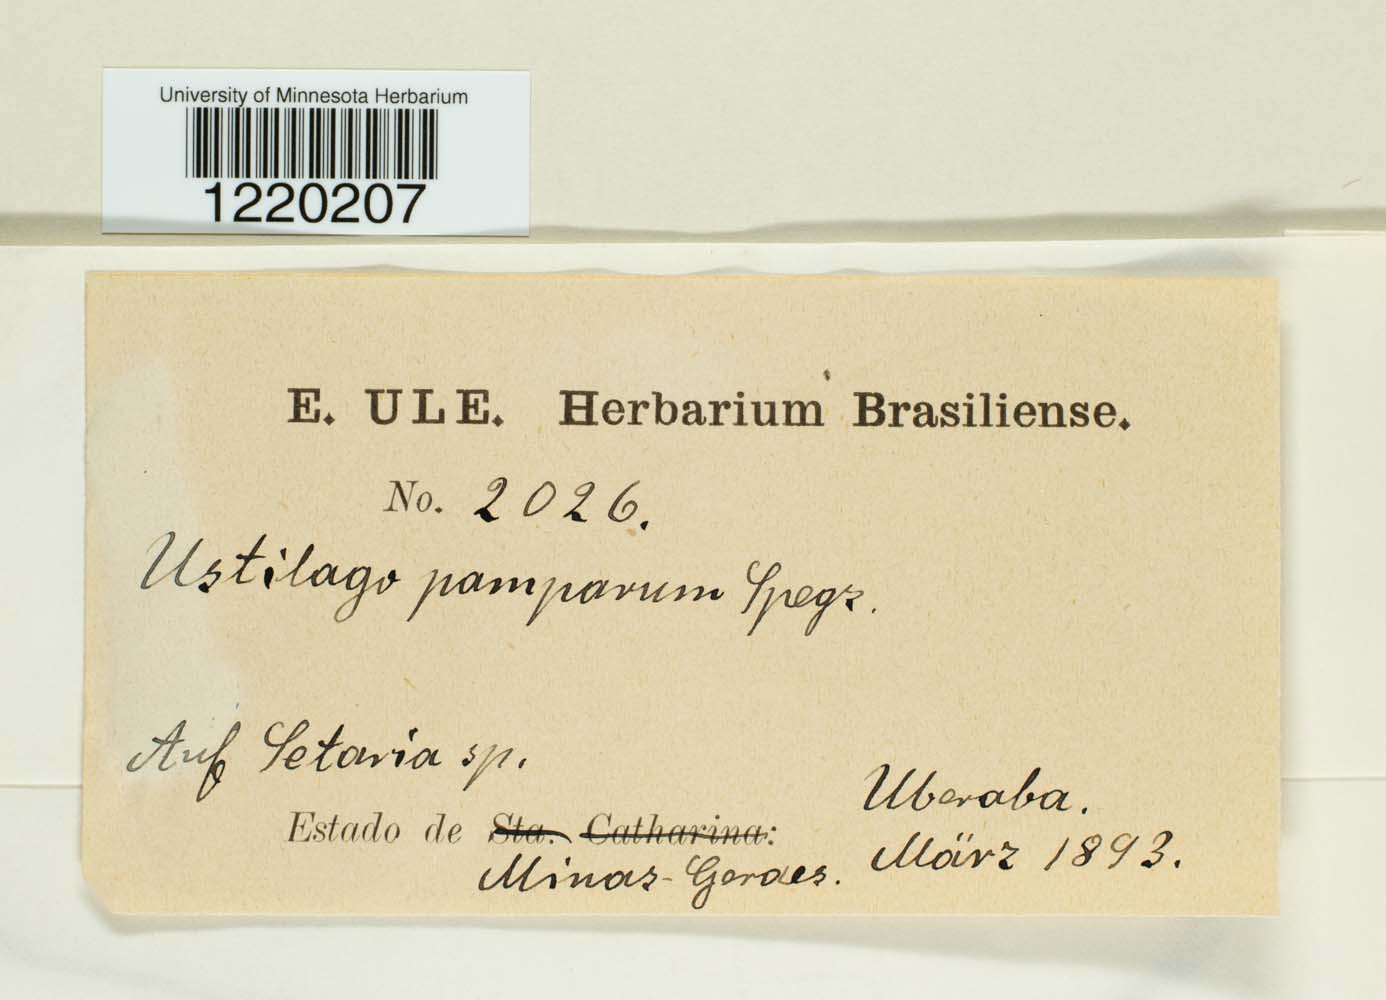 University of Minnesota Herbarium
1220207
E. ULE. Herbarium Brasiliense.
No. 2026.
Ustilago pamparum Spegz.
Auf Setaria sp.
Estado de Sta. Catharina:
Minas-Geraes.
Uberaba.
März 1893.